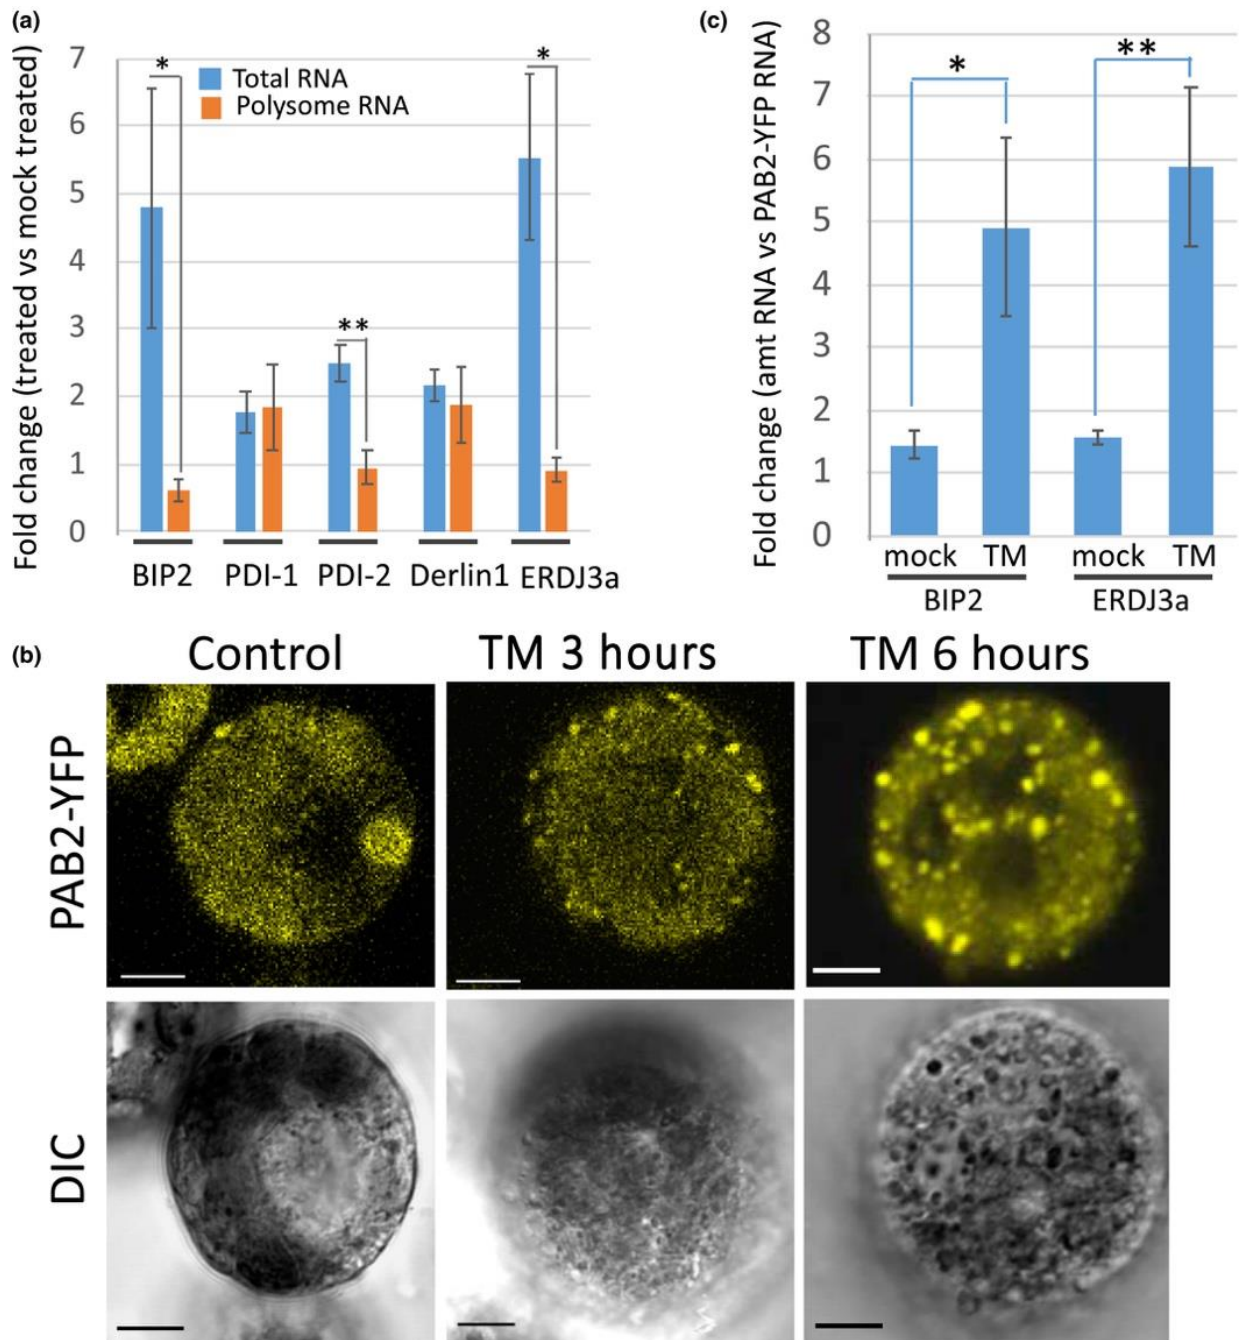 (a)
Fold change (treated vs mock treated)
7
6
5
4
3
2
1
0
Total RNA
Polysome RNA
*
**
*
BIP2 PDI-1 PDI-2 Derlin1 ERDJ3a
(c)
Fold change (amt RNA vs PAB2-YFP RNA)
8
7
6
5
4
3
2
1
0
*
**
mock TM mock TM
BIP2 ERDJ3a
(b)
Control TM 3 hours TM 6 hours
PAB2-YFP
DIC